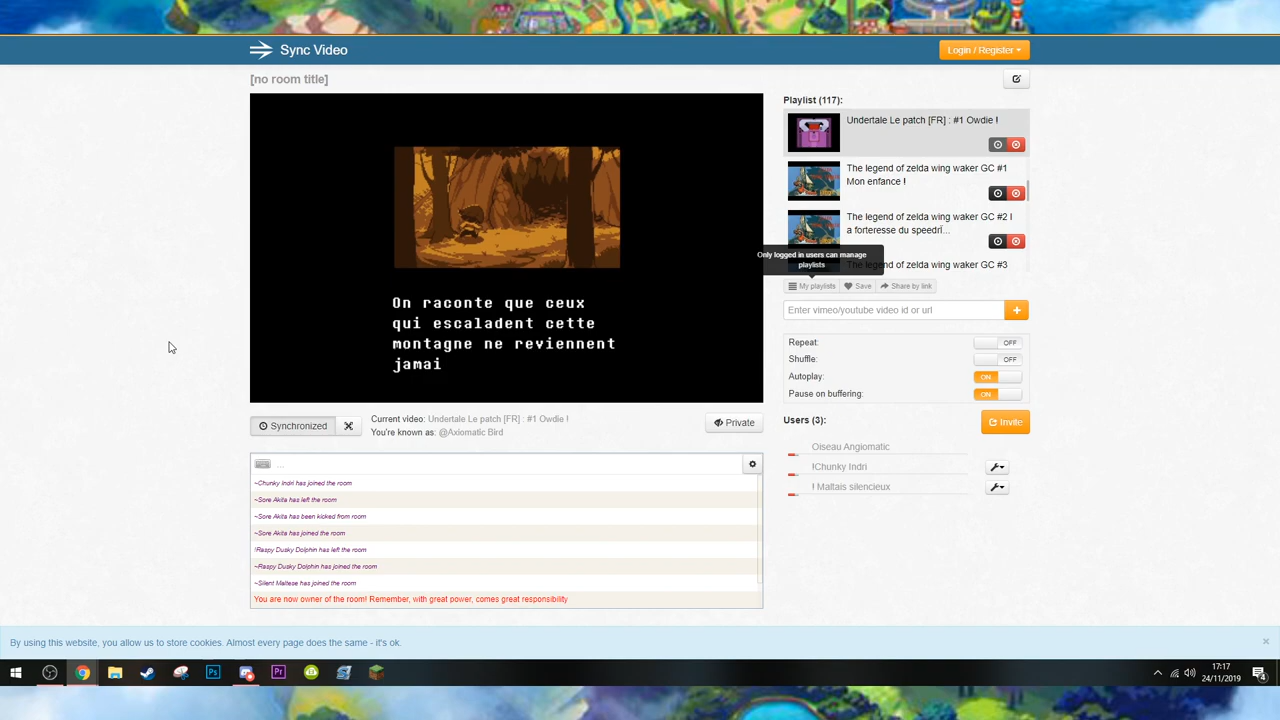 Sync Video
Login / Register
[no room title]
Playlist (117):
Undertale Le patch [FR] : #1 Owdie !
The legend of zelda wing waker GC #1
Mon enfance !
The legend of zelda wing waker GC #2 l
a forteresse du speedrï...
The legend of zelda wing waker GC #3
Only logged in users can manage
playlists
My playlists
Save
Share by link
Enter vimeo/youtube video id or url
On raconte que ceux
qui escaladent cette
montagne ne reviennent
jamai
Repeat:
OFF
Shuffle:
OFF
Autoplay:
ON
Pause on buffering:
ON
Synchronized
Current video: Undertale Le patch [FR] : #1 Owdie !
You're known as: @Axiomatic Bird
Private
Users (3):
Invite
Oiseau Angiomatic
!Chunky Indri
! Maltais silencieux
...
~Chunky Indri has joined the room
~Sore Akita has left the room
~Sore Akita has been kicked from room
~Sore Akita has joined the room
!Raspy Dusky Dolphin has left the room
~Raspy Dusky Dolphin has joined the room
~Silent Maltese has joined the room
You are now owner of the room! Remember, with great power, comes great responsibility
By using this website, you allow us to store cookies. Almost every page does the same - it's ok.
Ps
Pr
17:17
24/11/2019
4